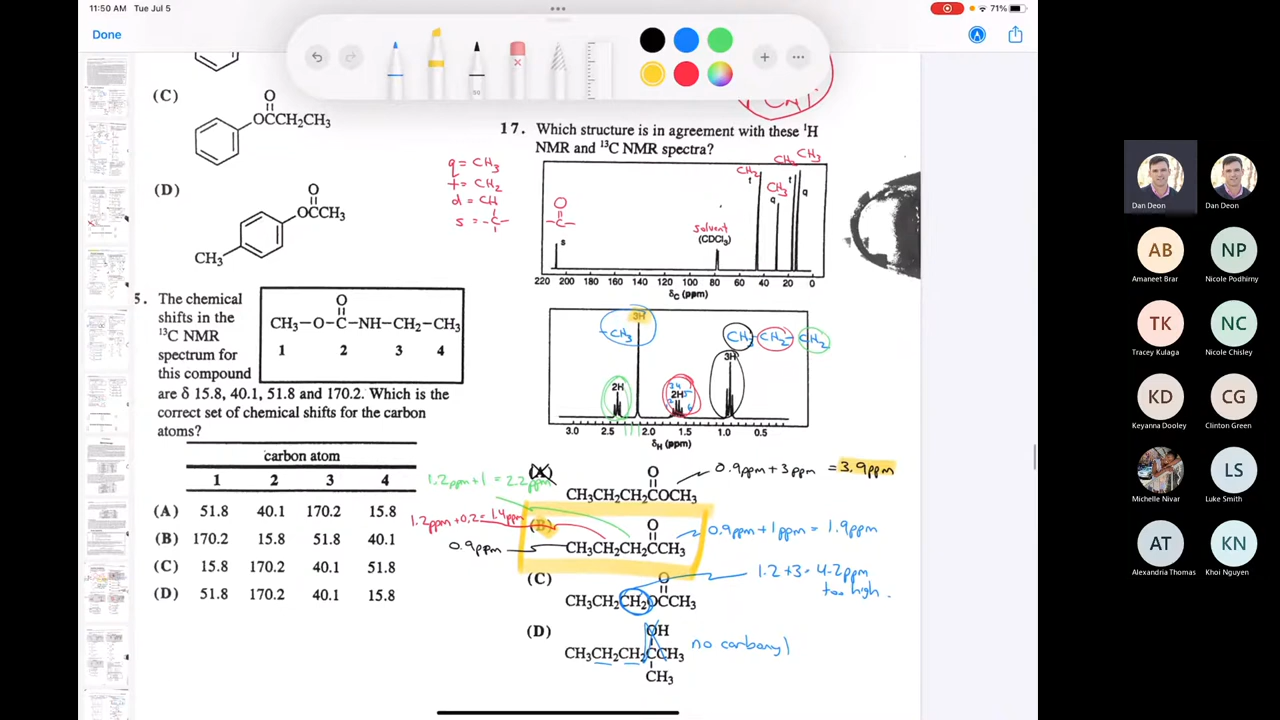 11:50 AM Tue Jul 5
71%
Done
(C)
O
OCCH₂CH₃
(D)
O
OCCH₃
CH₃
5. The chemical
shifts in the
¹³C NMR
spectrum for
this compound
O
CH₃—O—C—NH—CH₂—CH₃
1 2 3 4
are δ 15.8, 40.1, 51.8 and 170.2. Which is the
correct set of chemical shifts for the carbon
atoms?
carbon atom
1 2 3 4
(A) 51.8 40.1 170.2 15.8
(B) 170.2 15.8 51.8 40.1
(C) 15.8 170.2 40.1 51.8
(D) 51.8 170.2 40.1 15.8
17. Which structure is in agreement with these ¹H
NMR and ¹³C NMR spectra?
q = CH₃
t = CH₂
d = CH
s = -C-
O
-C-
s
solvent
(CDCl₃)
CH₂
t
CH₃
q
CH₂
t
CH₃
q
220 200 180 160 140 120 100 80 60 40 20 0
δC (ppm)
-CH₃
3H
CH₃-CH₂-CH₂
2H
2H
3H
3.0 2.5 2.0 1.5 1.0 0.5
δH (ppm)
(A)
O
CH₃CH₂CH₂COCH₃
0.9ppm + 3ppm = 3.9ppm
1.2ppm + 1 = 2.2ppm
1.2ppm + 0.2 = 1.4ppm
0.9ppm
(B)
O
CH₃CH₂CH₂CCH₃
0.9ppm + 1ppm = 1.9ppm
(C)
O
CH₃CH₂CH₂OCCH₃
1.2 + 3 = 4.2ppm
too high.
(D)
OH
CH₃CH₂CH₂CCH₃
CH₃
no carbonyl
Dan Deon
Dan Deon
AB
Amaneet Brar
NP
Nicole Podhirny
TK
Tracey Kulaga
NC
Nicole Chisley
KD
Keyanna Dooley
CG
Clinton Green
Michelle Nivar
LS
Luke Smith
AT
Alexandria Thomas
KN
Khoi Nguyen